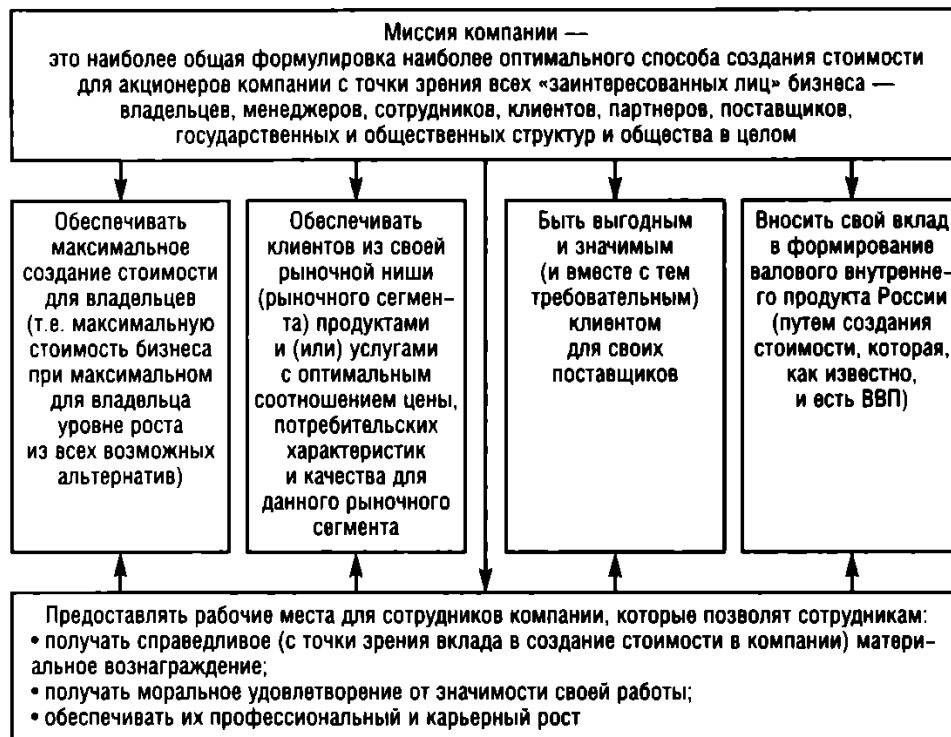 Миссия компании —
это наиболее общая формулировка наиболее оптимального способа создания стоимости
для акционеров компании с точки зрения всех «заинтересованных лиц» бизнеса —
владельцев, менеджеров, сотрудников, клиентов, партнеров, поставщиков,
государственных и общественных структур и общества в целом
Обеспечивать
максимальное
создание стоимости
для владельцев
(т.е. максимальную
стоимость бизнеса
при максимальном
для владельца
уровне роста
из всех возможных
альтернатив)
Обеспечивать
клиентов из своей
рыночной ниши
(рыночного сегмен-
та) продуктами
и (или) услугами
с оптимальным
соотношением цены,
потребительских
характеристик
и качества для
данного рыночного
сегмента
Быть выгодным
и значимым
(и вместе с тем
требовательным)
клиентом
для своих
поставщиков
Вносить свой вклад
в формирование
валового внутренне-
го продукта России
(путем создания
стоимости, которая,
как известно,
и есть ВВП)
Предоставлять рабочие места для сотрудников компании, которые позволят сотрудникам:
• получать справедливое (с точки зрения вклада в создание стоимости в компании) матери-
альное вознаграждение;
• получать моральное удовлетворение от значимости своей работы;
• обеспечивать их профессиональный и карьерный рост